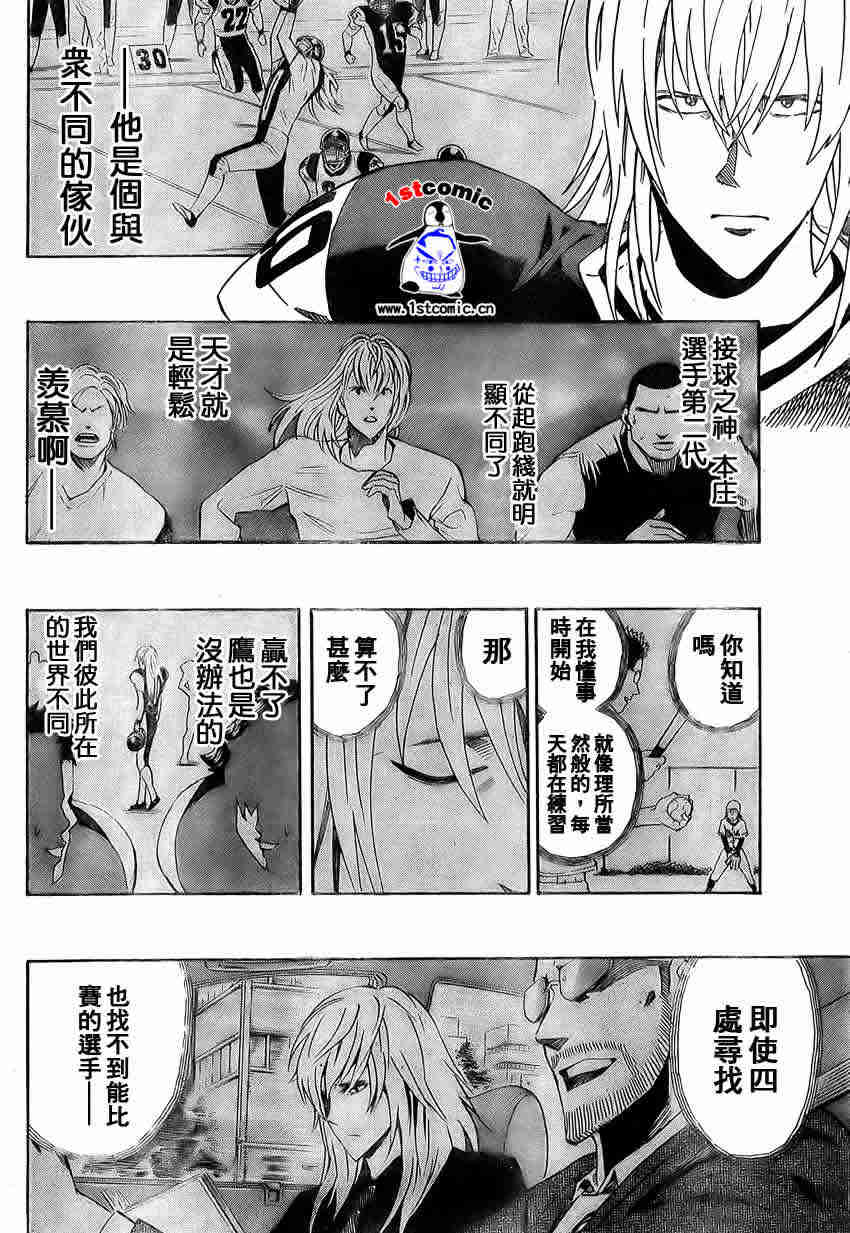 22
15
30
——他是個與
衆不同的傢伙
1stcomic
www.1stcomic.cn
接球之神 本庄
選手第二代
從起跑綫就明
顯不同了
天才就
是輕鬆
羨慕啊——
你知道
嗎
在我懂事
時開始
就像理所當
然般的，每
天都在練習
那
算不了
甚麼
贏不了
鷹也是
沒辦法的
我們彼此所在
的世界不同
即使四
處尋找
也找不到能比
賽的選手——